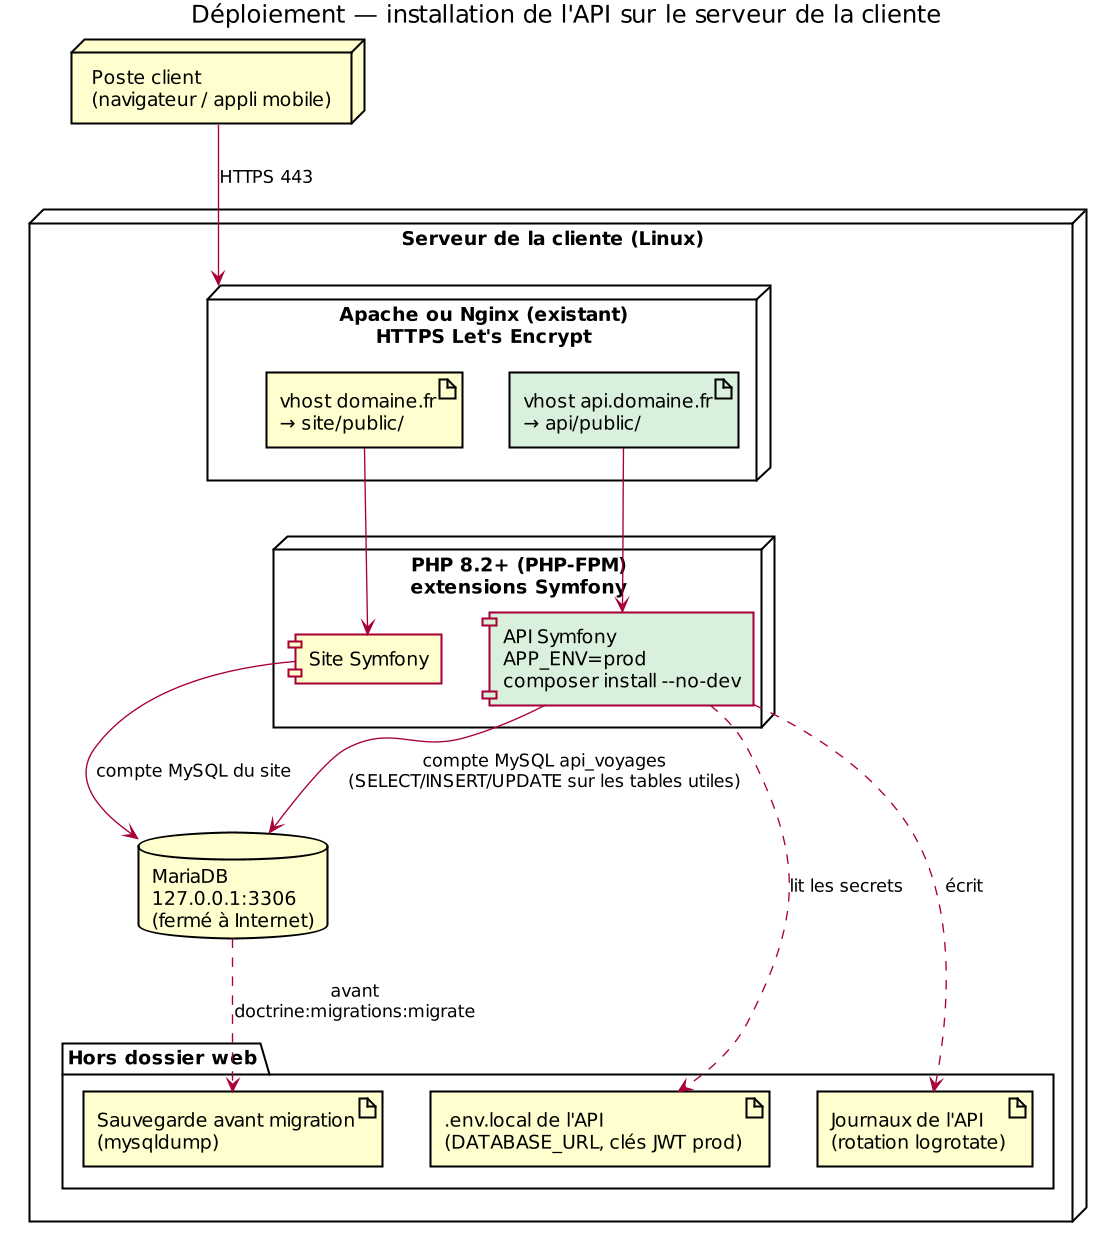 Déploiement — installation de l'API sur le serveur de la cliente
Poste client
(navigateur / appli mobile)
HTTPS 443
Serveur de la cliente (Linux)
Apache ou Nginx (existant)
HTTPS Let's Encrypt
vhost domaine.fr
→ site/public/
vhost api.domaine.fr
→ api/public/
PHP 8.2+ (PHP-FPM)
extensions Symfony
Site Symfony
API Symfony
APP_ENV=prod
composer install --no-dev
compte MySQL du site
compte MySQL api_voyages
(SELECT/INSERT/UPDATE sur les tables utiles)
MariaDB
127.0.0.1:3306
(fermé à Internet)
lit les secrets
écrit
avant
doctrine:migrations:migrate
Hors dossier web
Sauvegarde avant migration
(mysqldump)
.env.local de l'API
(DATABASE_URL, clés JWT prod)
Journaux de l'API
(rotation logrotate)